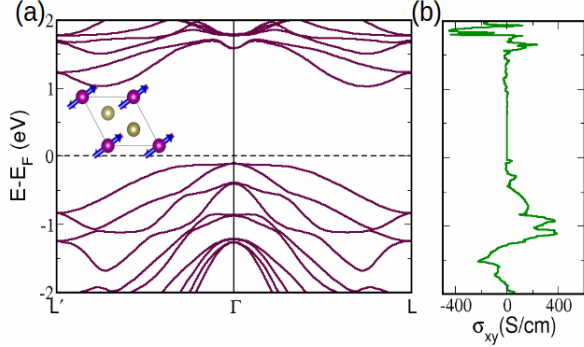 (a)
(b)
2
1
0
-1
-2
E-E_F (eV)
L′
Γ
L
-400
0
400
σ_xy(S/cm)